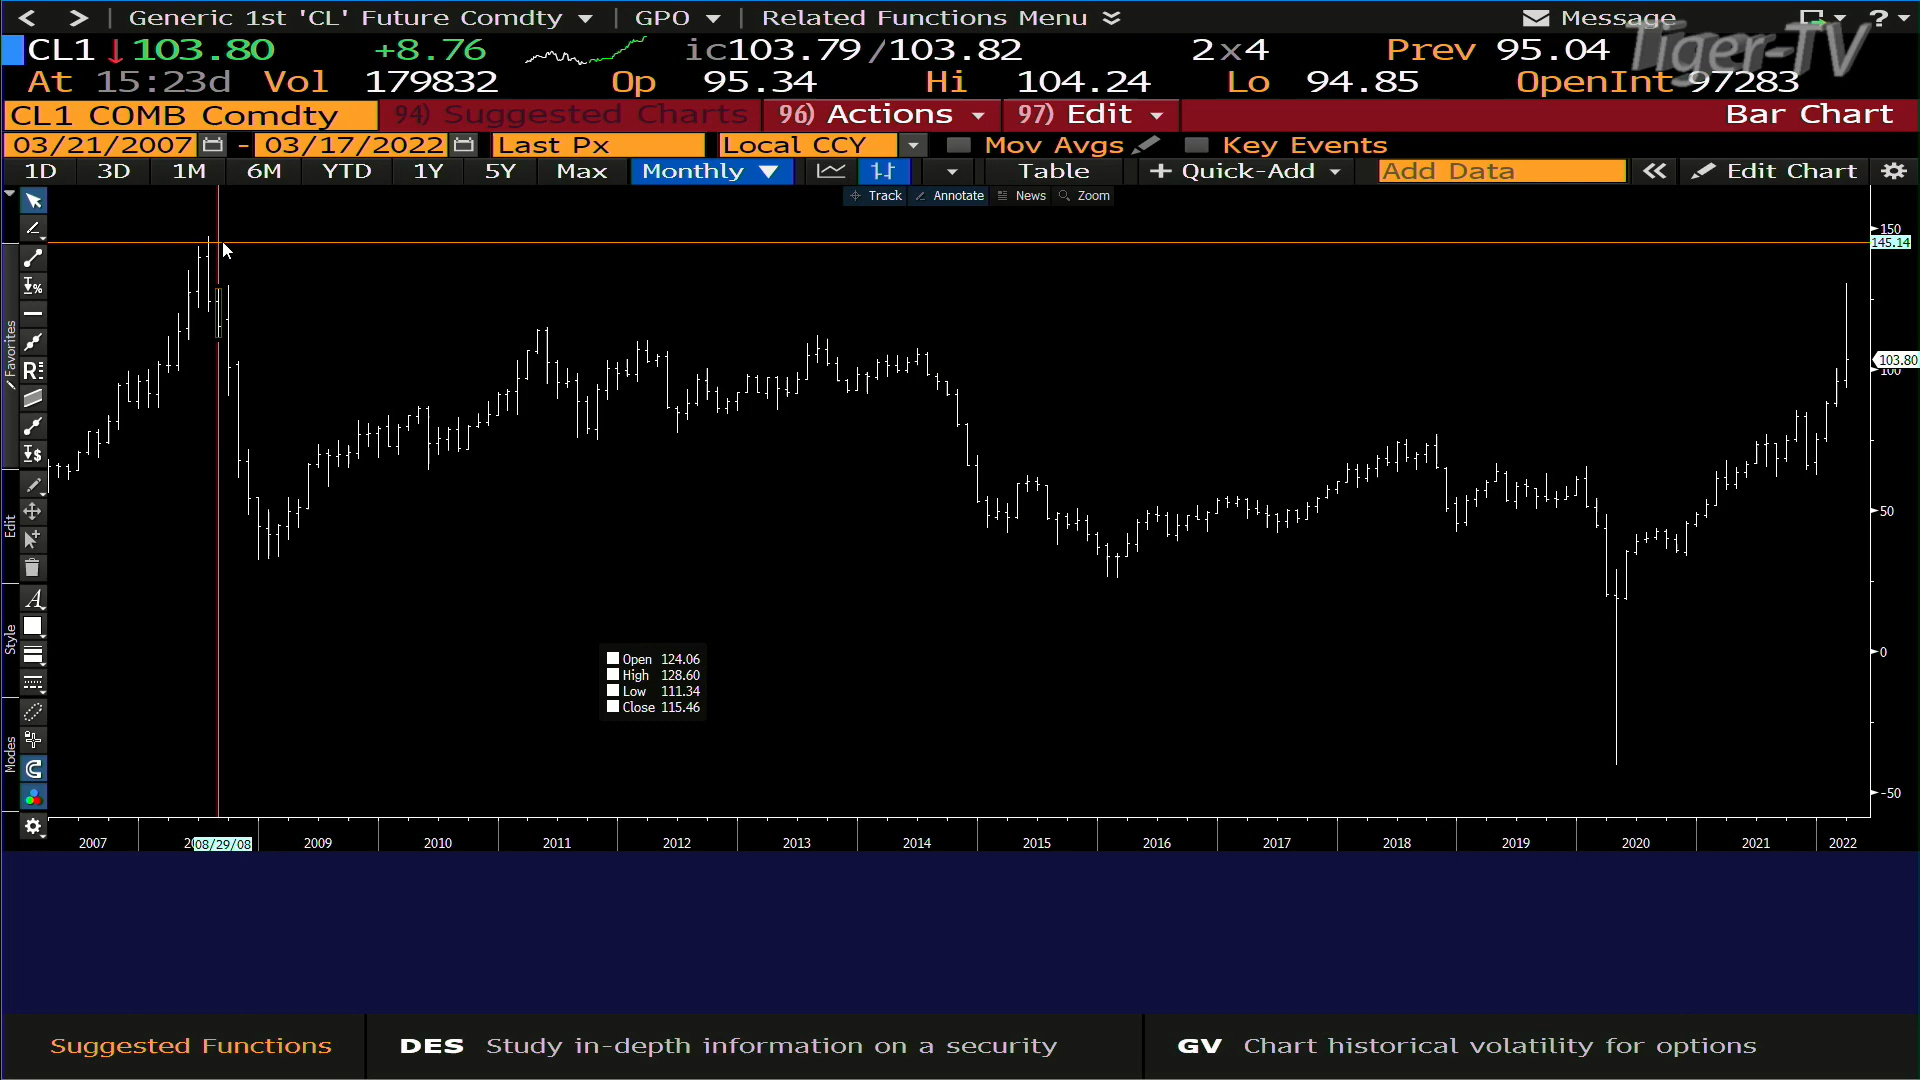 Generic 1st 'CL' Future Comdty GPO Related Functions Menu Message ?
CL1 103.80 +8.76 ic103.79/103.82 2x4 Prev 95.04
At 15:23d Vol 179832 Op 95.34 Hi 104.24 Lo 94.85 OpenInt 97283
Tiger-TV
CL1 COMB Comdty 94) Suggested Charts 96) Actions 97) Edit Bar Chart
03/21/2007 - 03/17/2022 Last Px Local CCY Mov Avgs Key Events
1D 3D 1M 6M YTD 1Y 5Y Max Monthly Table + Quick-Add Add Data Edit Chart
Track Annotate News Zoom
Favorites
Edit
Style
Modes
150
145.14
103.80
100
50
0
-50
Open 124.06
High 128.60
Low 111.34
Close 115.46
2007 08/29/08 2009 2010 2011 2012 2013 2014 2015 2016 2017 2018 2019 2020 2021 2022
Suggested Functions DES Study in-depth information on a security GV Chart historical volatility for options